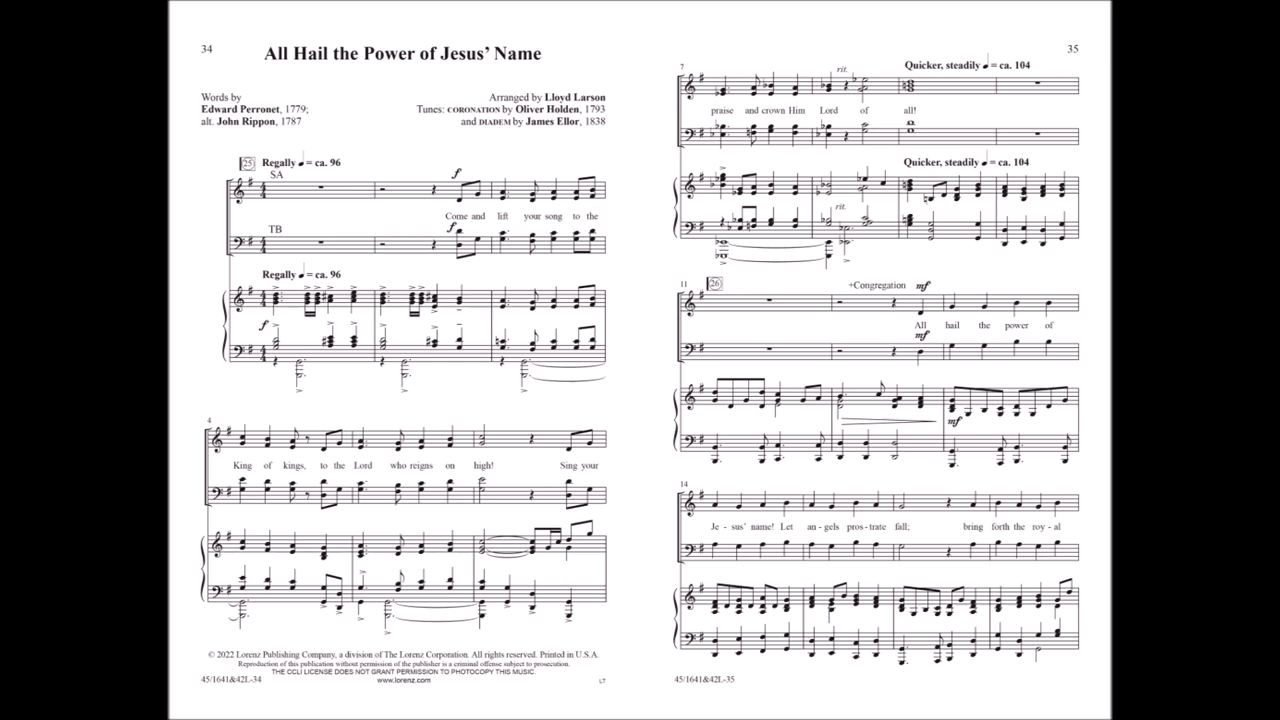 34
All Hail the Power of Jesus’ Name
Words by
Edward Perronet, 1779;
alt. John Rippon, 1787
Arranged by Lloyd Larson
Tunes: CORONATION by Oliver Holden, 1793
and DIADEM by James Ellor, 1838
25 Regally ♩= ca. 96
SA
f
Come and lift your song to the
TB
f
Regally ♩= ca. 96
f
4
King of kings, to the Lord who reigns on high! Sing your
© 2022 Lorenz Publishing Company, a division of The Lorenz Corporation. All rights reserved. Printed in U.S.A.
Reproduction of this publication without permission of the publisher is a criminal offense subject to prosecution.
THE CCLI LICENSE DOES NOT GRANT PERMISSION TO PHOTOCOPY THIS MUSIC.
www.lorenz.com
45/1641&42L-34
LT
35
7
rit.
Quicker, steadily ♩= ca. 104
praise and crown Him Lord of all!
Quicker, steadily ♩= ca. 104
rit.
11
26
+Congregation mf
All hail the power of
mf
mf
14
Je - sus’ name! Let an - gels pros - trate fall; bring forth the roy - al
45/1641&42L-35